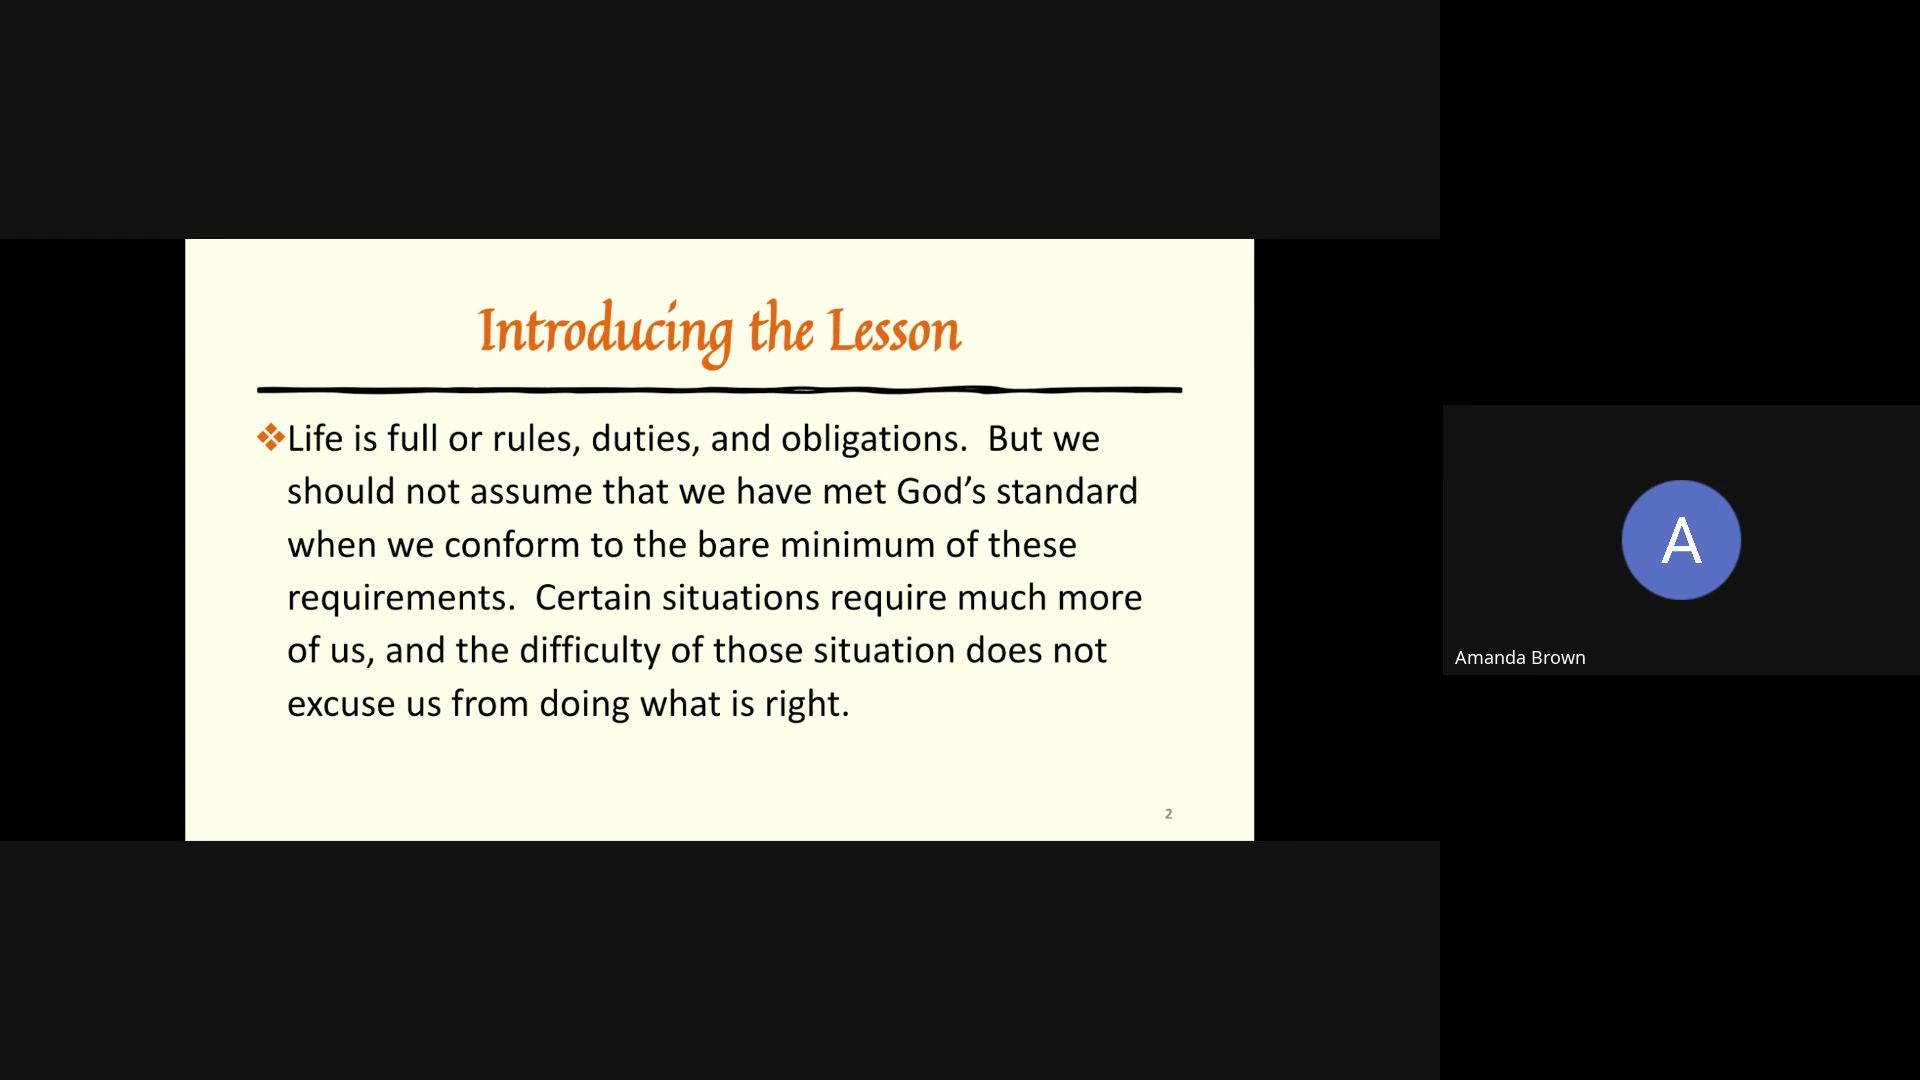 Introducing the Lesson
❖Life is full or rules, duties, and obligations.  But we
should not assume that we have met God’s standard
when we conform to the bare minimum of these
requirements.  Certain situations require much more
of us, and the difficulty of those situation does not
excuse us from doing what is right.
2
A
Amanda Brown